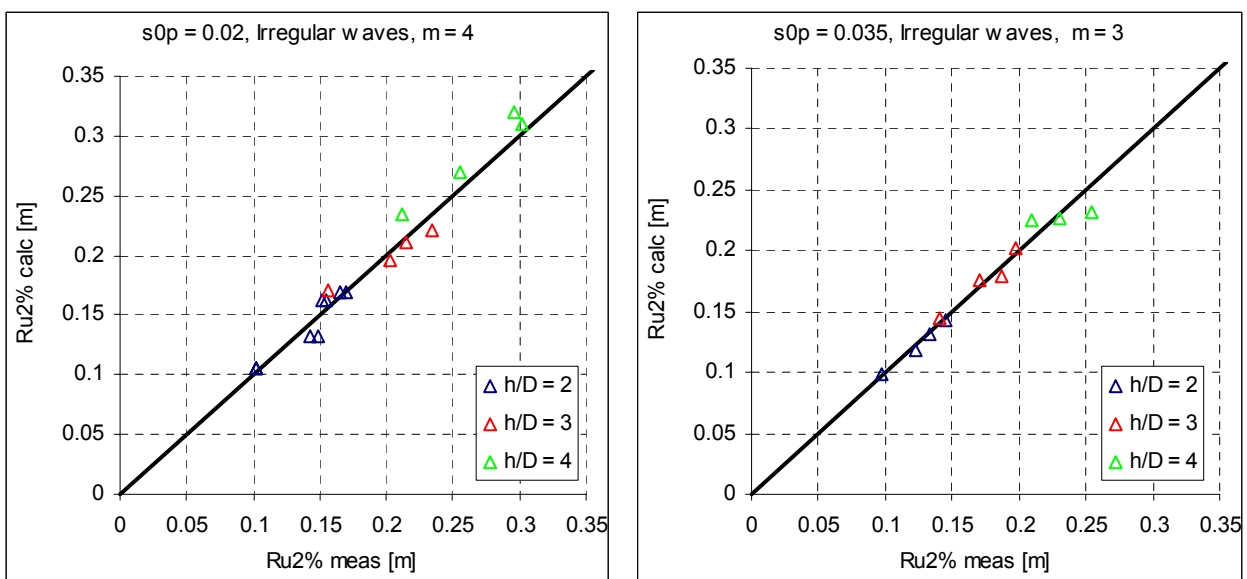 s0p = 0.02, Irregular waves, m = 4
0.35
0.3
0.25
0.2
0.15
0.1
0.05
0
Ru2% calc [m]
0 0.05 0.1 0.15 0.2 0.25 0.3 0.35
Ru2% meas [m]
h/D = 2
h/D = 3
h/D = 4
s0p = 0.035, Irregular waves, m = 3
0.35
0.3
0.25
0.2
0.15
0.1
0.05
0
Ru2% calc [m]
0 0.05 0.1 0.15 0.2 0.25 0.3 0.35
Ru2% meas [m]
h/D = 2
h/D = 3
h/D = 4